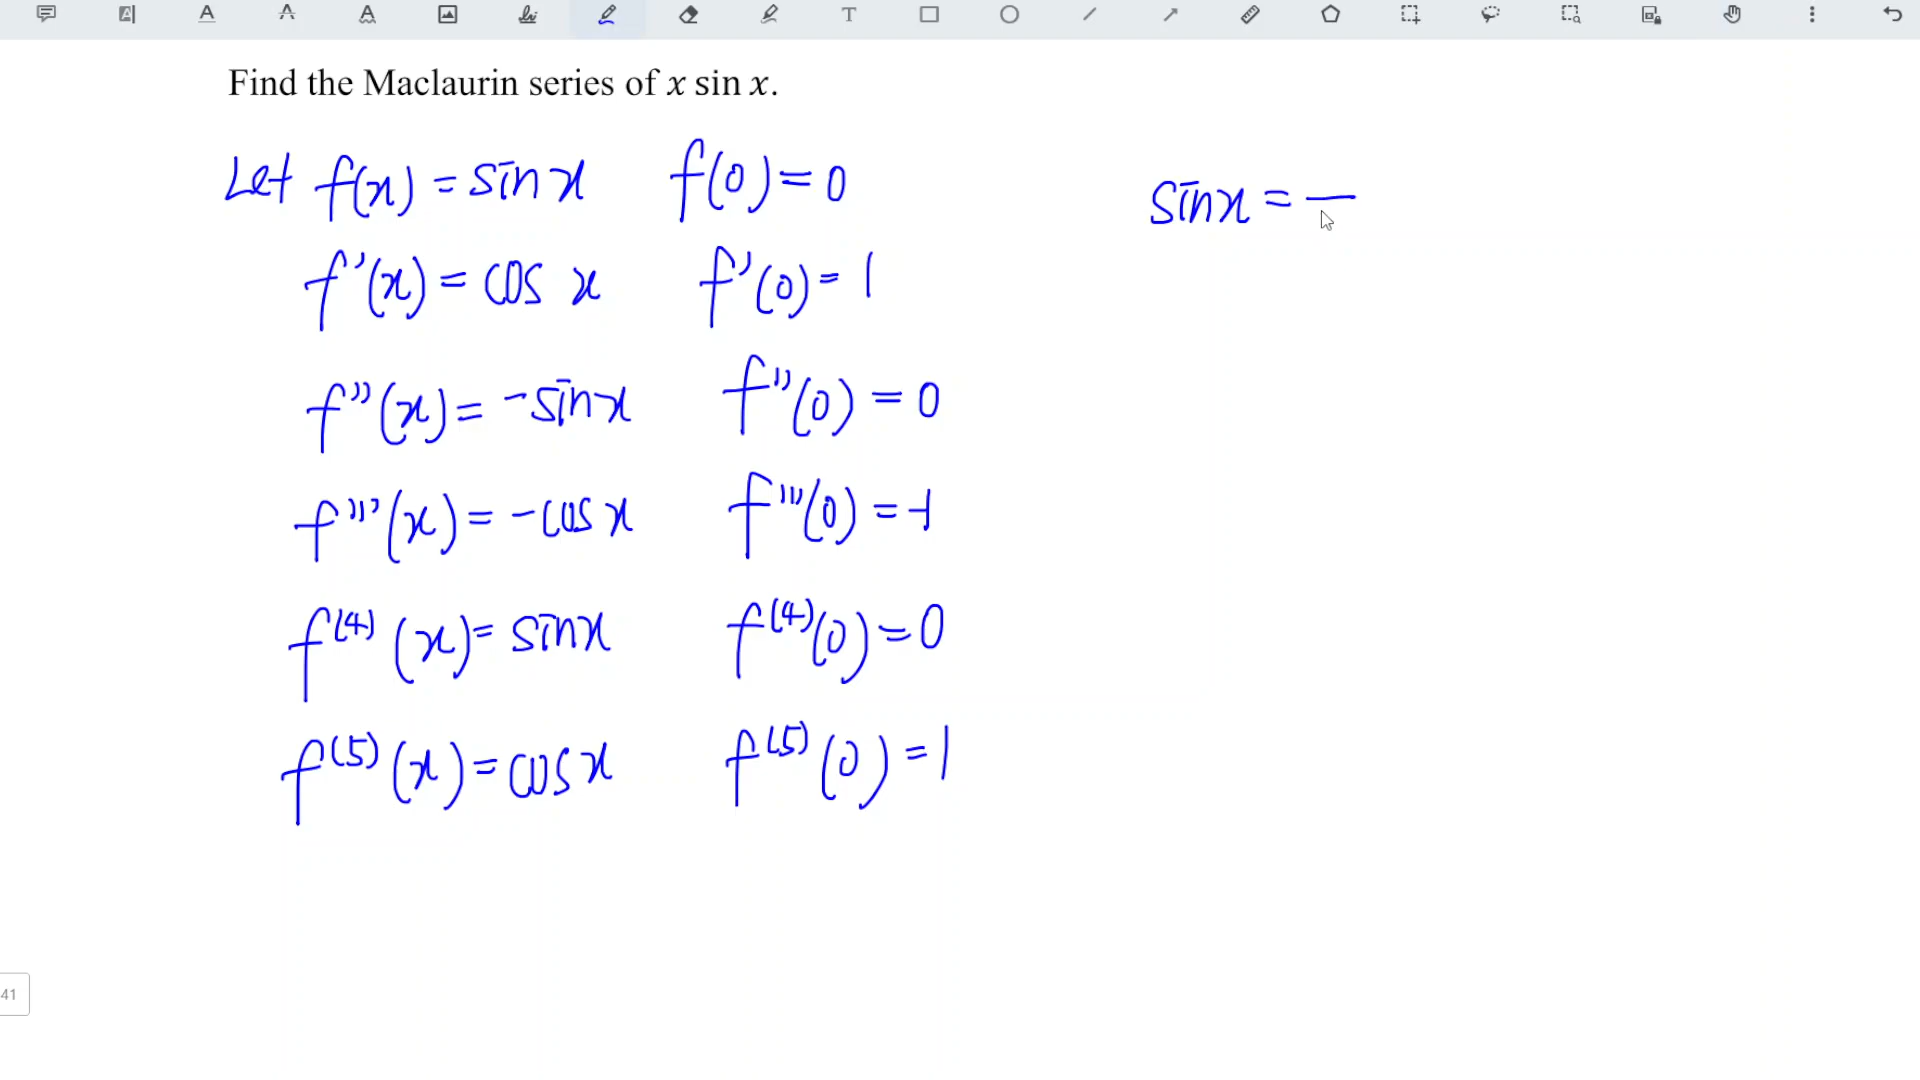 Find the Maclaurin series of x sin x.
Let f(x) = sin x f(0) = 0
sin x =
f'(x) = cos x f'(0) = 1
f''(x) = -sin x f''(0) = 0
f'''(x) = -cos x f'''(0) = -1
f^(4)(x) = sin x f^(4)(0) = 0
f^(5)(x) = cos x f^(5)(0) = 1
41